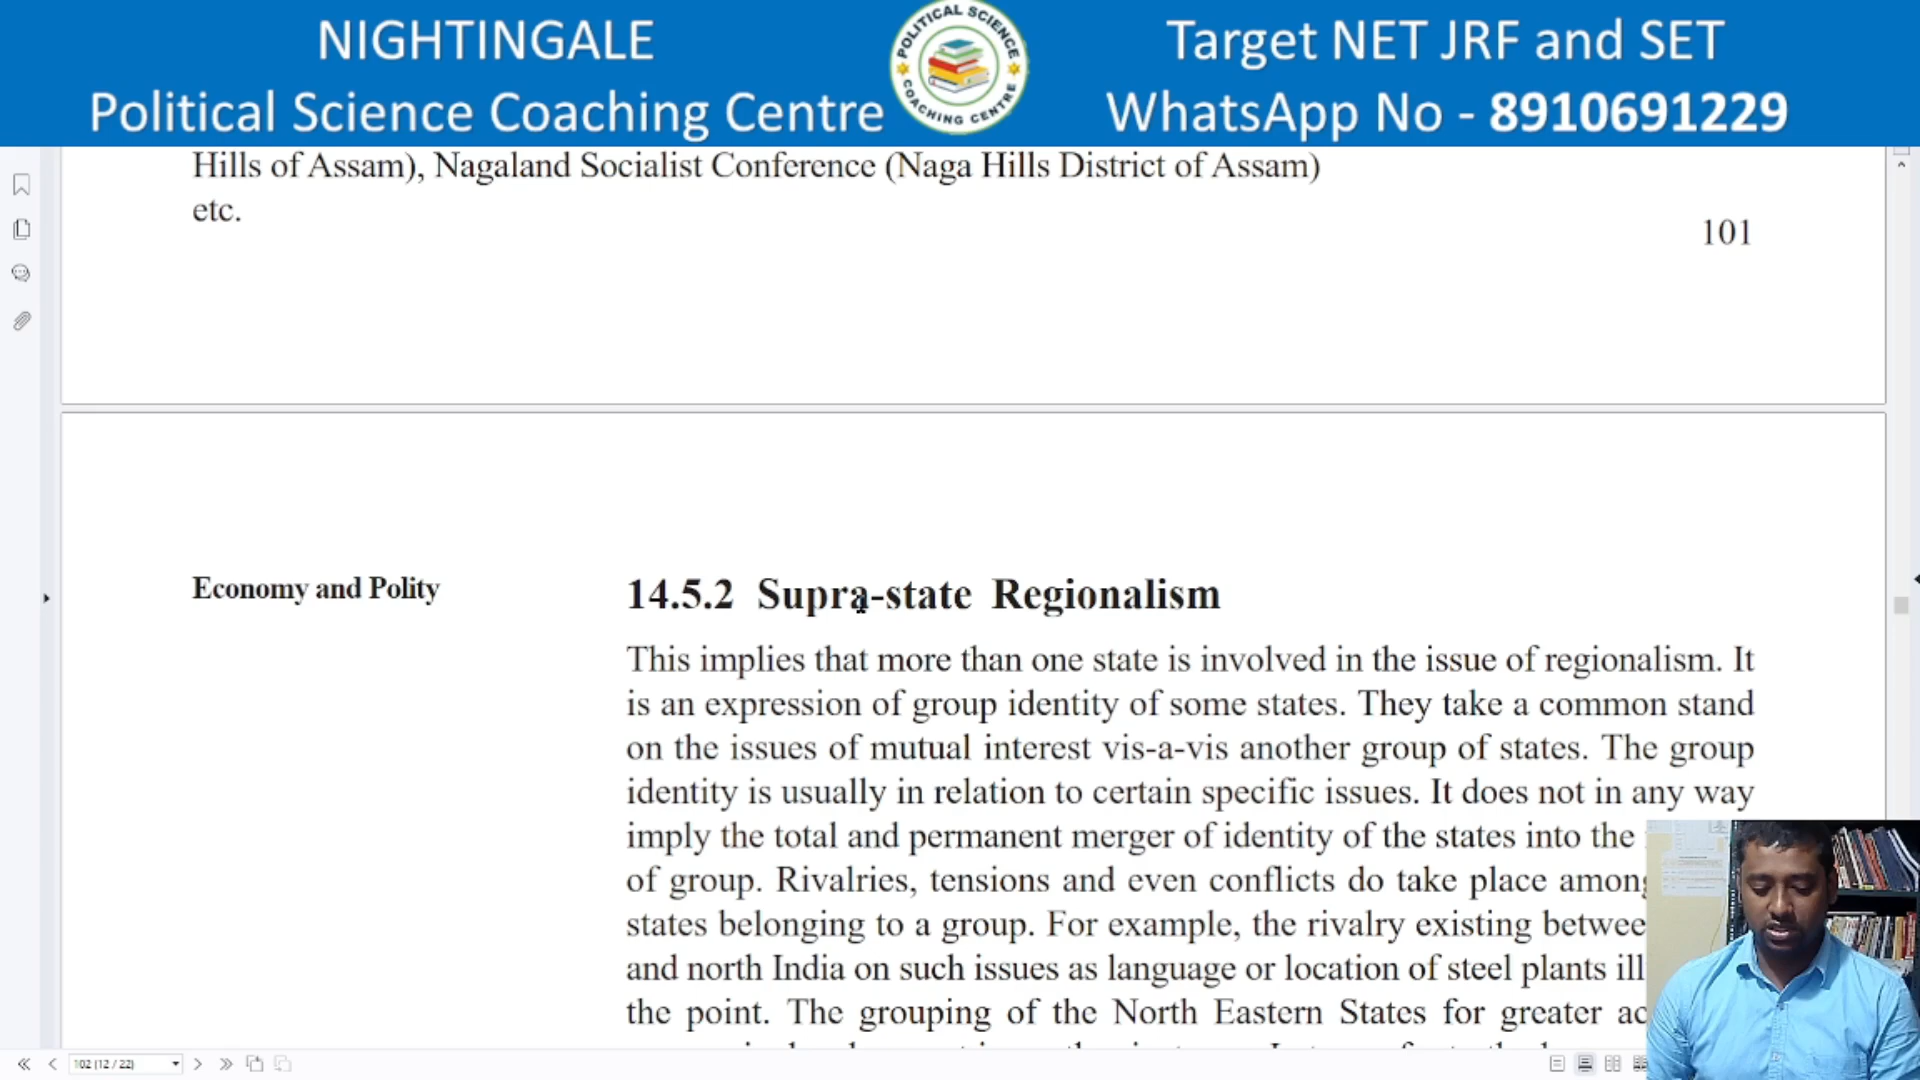 NIGHTINGALE
Political Science Coaching Centre
POLITICAL SCIENCE
COACHING CENTRE
Target NET JRF and SET
WhatsApp No - 8910691229
Hills of Assam), Nagaland Socialist Conference (Naga Hills District of Assam)
etc.
101
Economy and Polity
14.5.2 Supra-state Regionalism
This implies that more than one state is involved in the issue of regionalism. It
is an expression of group identity of some states. They take a common stand
on the issues of mutual interest vis-a-vis another group of states. The group
identity is usually in relation to certain specific issues. It does not in any way
imply the total and permanent merger of identity of the states into the
of group. Rivalries, tensions and even conflicts do take place among
states belonging to a group. For example, the rivalry existing betwee
and north India on such issues as language or location of steel plants ill
the point. The grouping of the North Eastern States for greater ac
102 (12 / 22)